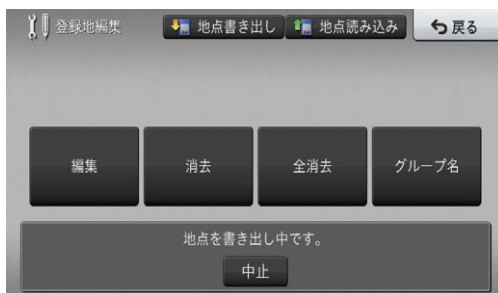 登録地編集 地点書き出し 地点読み込み 戻る
編集 消去 全消去 グループ名
地点を書き出し中です。
中止